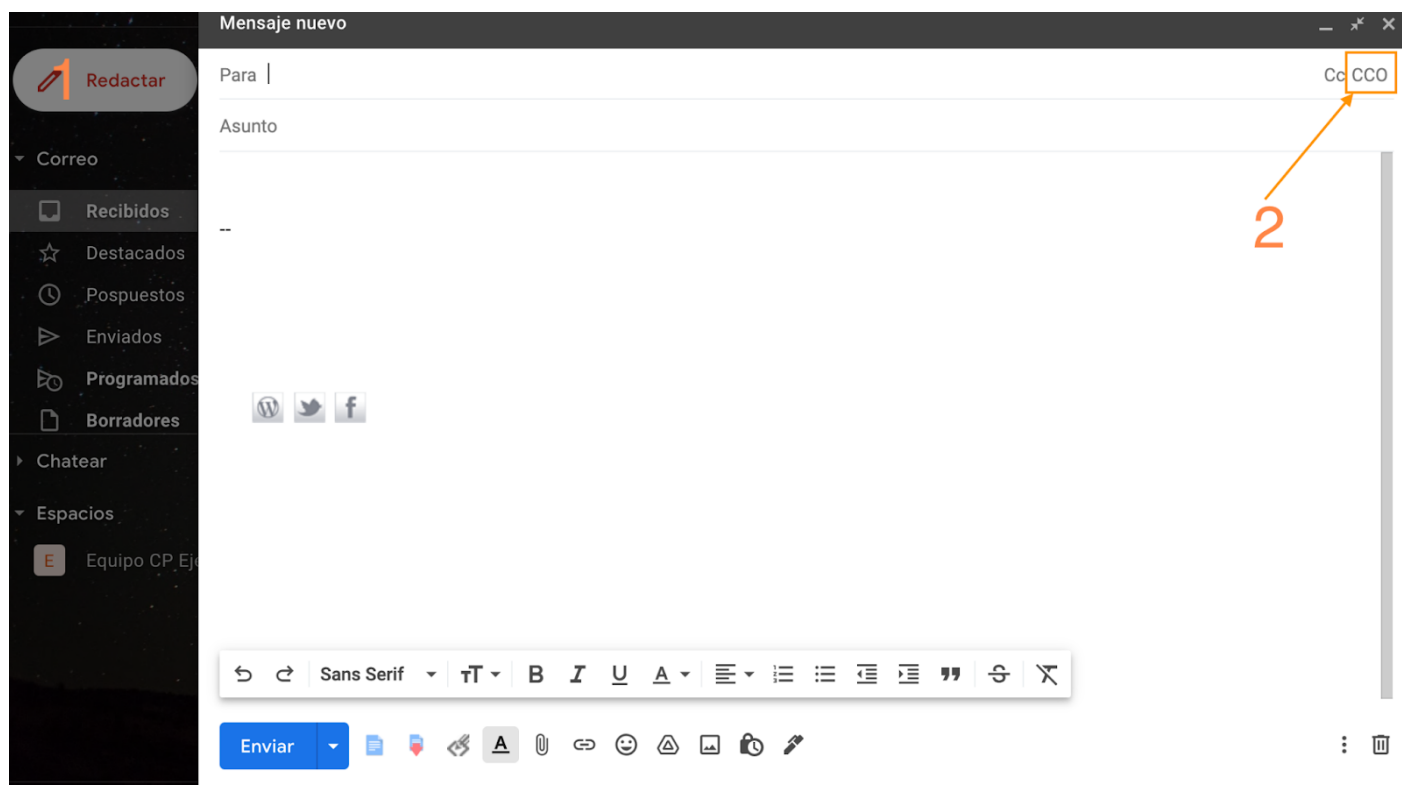 Mensaje nuevo
1 Redactar
Para
Cc CCO
Asunto
2
Correo
Recibidos
Destacados
Pospuestos
Enviados
Programados
Borradores
Chatear
Espacios
E Equipo CP Eje
--
Sans Serif
Enviar